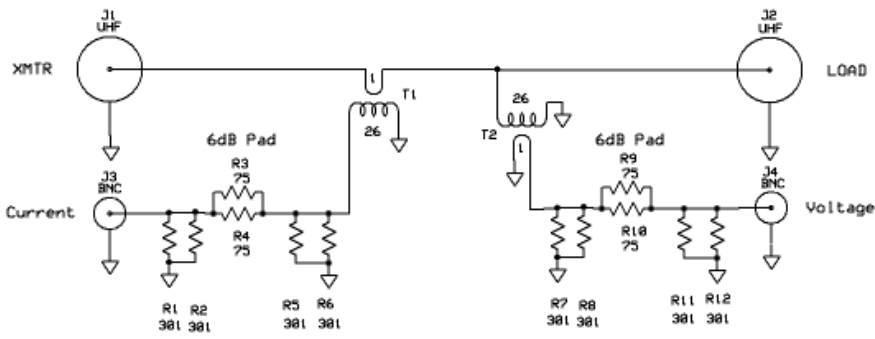 J1
UHF
J2
UHF
XMTR
LOAD
1
T1
26
26
T2
1
6dB Pad
R3
75
6dB Pad
R9
75
J3
BNC
J4
BNC
Current
Voltage
R4
75
R10
75
R1 R2
301 301
R5 R6
301 301
R7 R8
301 301
R11 R12
301 301